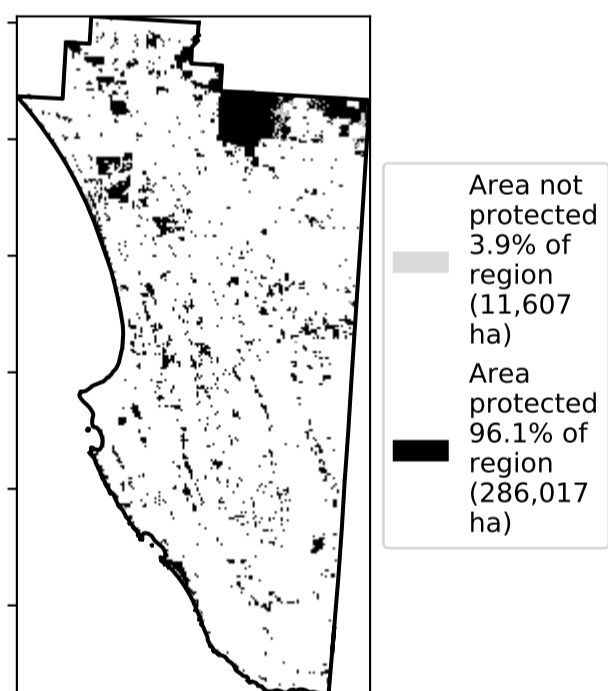 Area not
protected
3.9% of
region
(11,607
ha)
Area
protected
96.1% of
region
(286,017
ha)